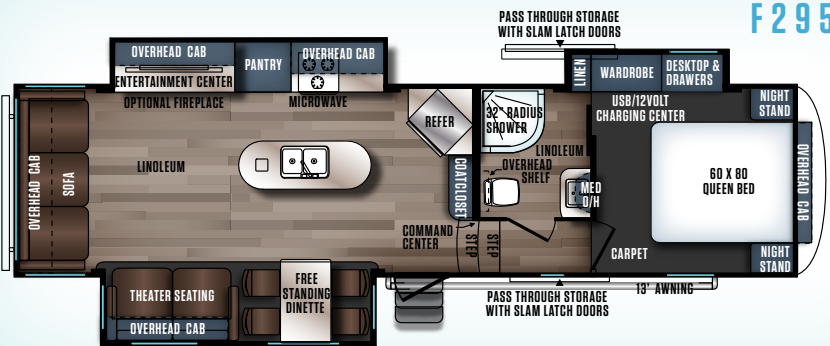 F295
PASS THROUGH STORAGE
WITH SLAM LATCH DOORS
OVERHEAD CAB
PANTRY
OVERHEAD CAB
LINEN
WARDROBE
DESKTOP &
DRAWERS
ENTERTAINMENT CENTER
OPTIONAL FIREPLACE
MICROWAVE
REFER
32" RADIUS
SHOWER
USB/12VOLT
CHARGING CENTER
NIGHT
STAND
OVERHEAD CAB
SOFA
LINOLEUM
COAT CLOSET
LINOLEUM
OVERHEAD
SHELF
MED
O/H
60 X 80
QUEEN BED
OVERHEAD CAB
COMMAND
CENTER
STEP
STEP
CARPET
NIGHT
STAND
THEATER SEATING
OVERHEAD CAB
FREE
STANDING
DINETTE
PASS THROUGH STORAGE
WITH SLAM LATCH DOORS
13' AWNING